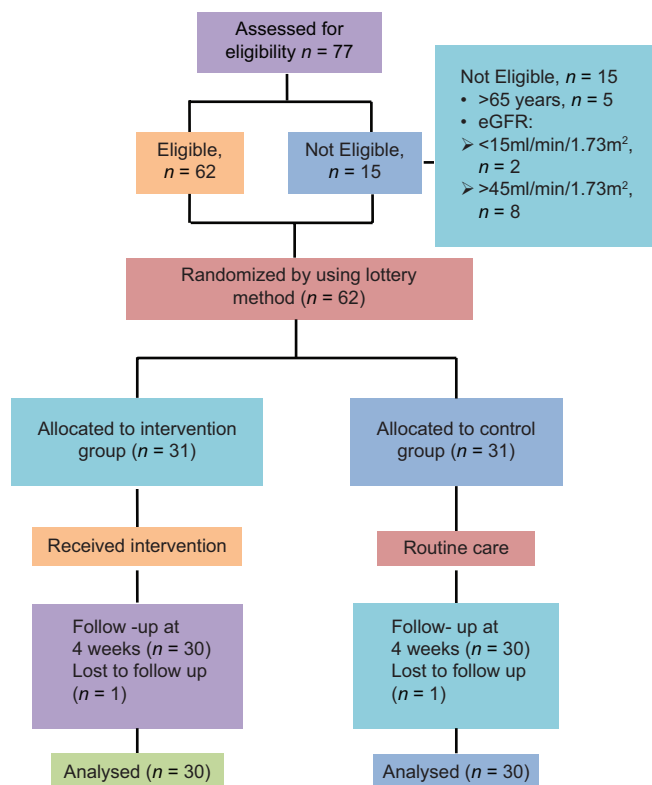 Assessed for
eligibility n = 77
Not Eligible, n = 15
• >65 years, n = 5
• eGFR:
➢ <15ml/min/1.73m²,
n = 2
➢ >45ml/min/1.73m²,
n = 8
Eligible,
n = 62
Not Eligible,
n = 15
Randomized by using lottery
method (n = 62)
Allocated to intervention
group (n = 31)
Allocated to control
group (n = 31)
Received intervention
Routine care
Follow -up at
4 weeks (n = 30)
Lost to follow up
(n = 1)
Follow- up at
4 weeks (n = 30)
Lost to follow up
(n = 1)
Analysed (n = 30)
Analysed (n = 30)